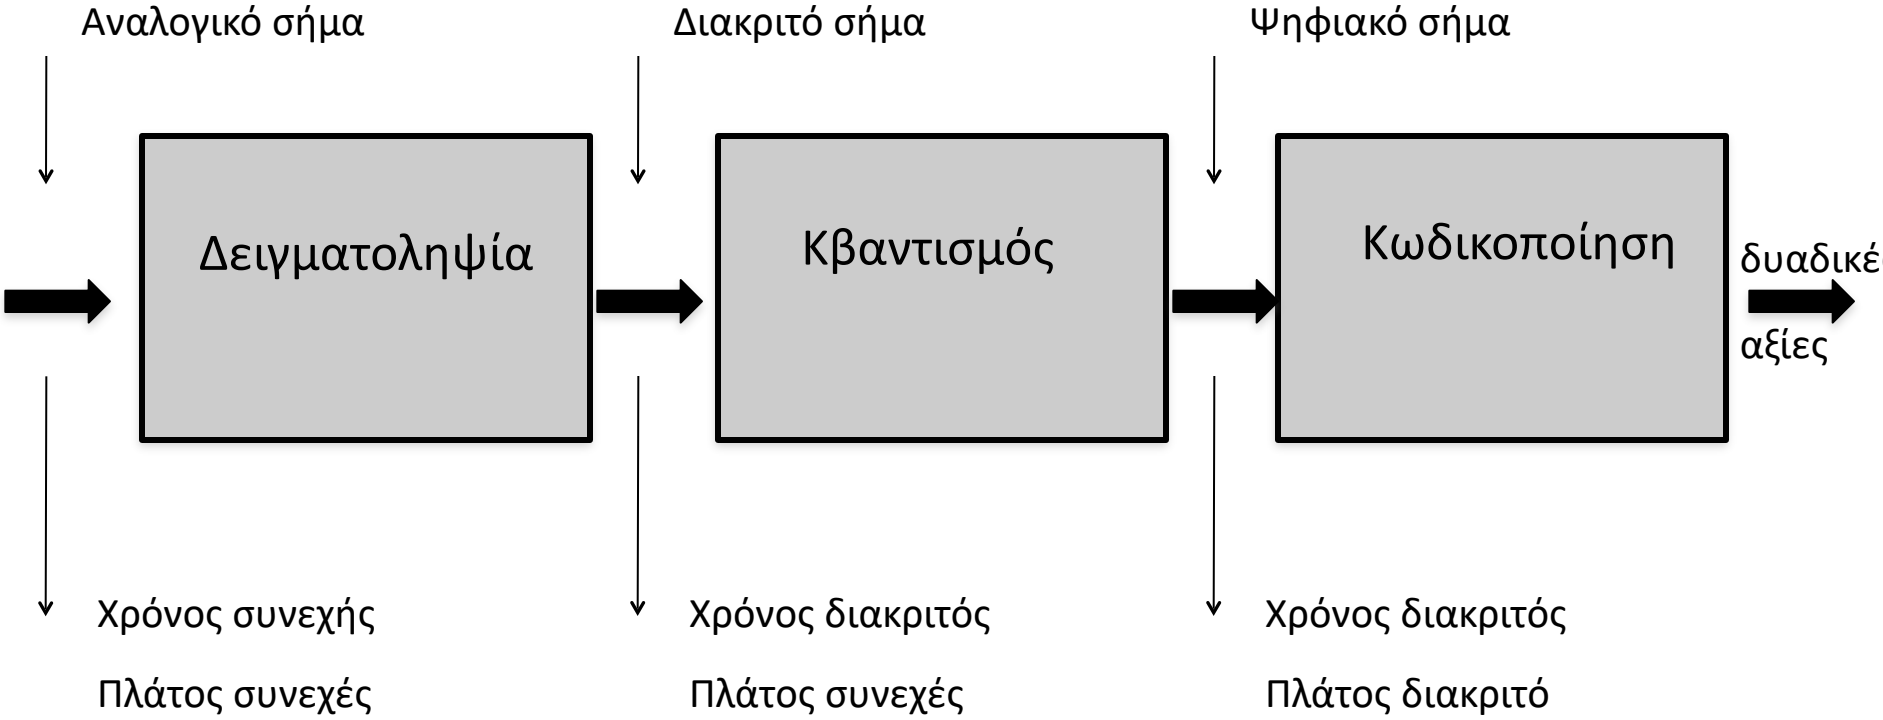 Αναλογικό σήμα
Διακριτό σήμα
Ψηφιακό σήμα
Δειγματοληψία
Κβαντισμός
Κωδικοποίηση
δυαδικές
αξίες
Χρόνος συνεχής
Χρόνος διακριτός
Χρόνος διακριτός
Πλάτος συνεχές
Πλάτος συνεχές
Πλάτος διακριτό